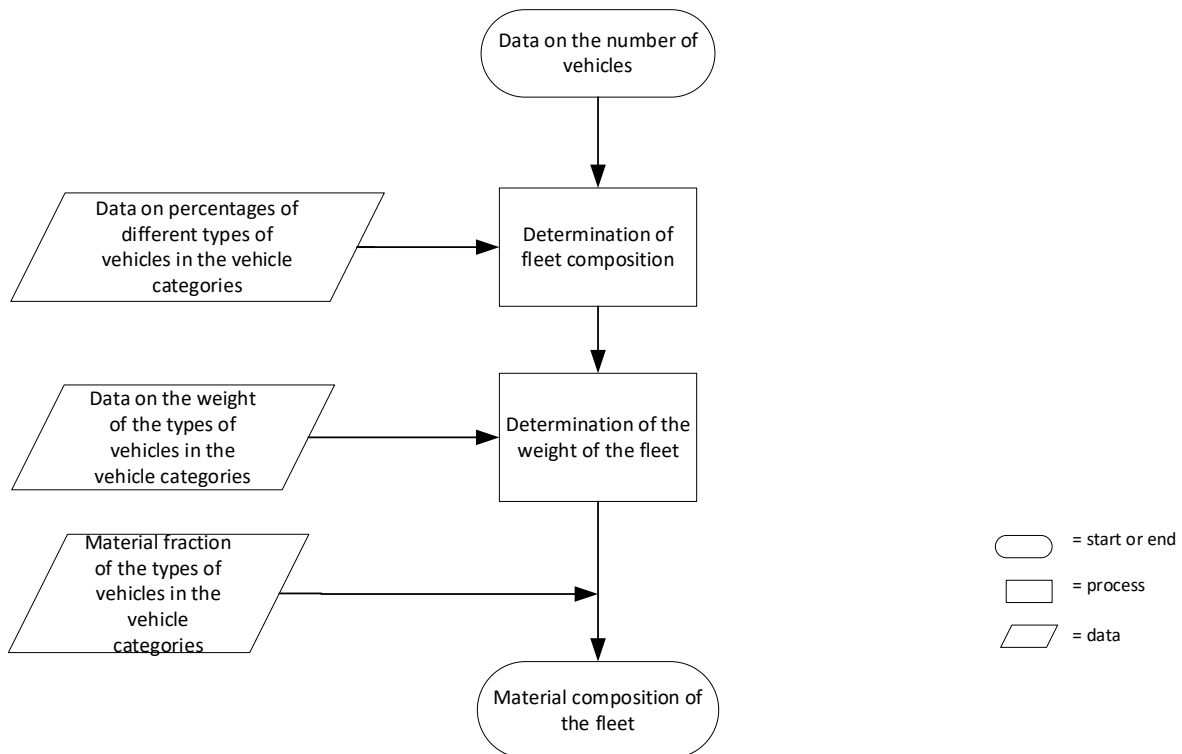 Data on the number of
vehicles
Data on percentages of
different types of
vehicles in the vehicle
categories
Determination of
fleet composition
Data on the weight
of the types of
vehicles in the
vehicle categories
Determination of the
weight of the fleet
Material fraction
of the types of
vehicles in the
vehicle
categories
= start or end
= process
= data
Material composition of
the fleet